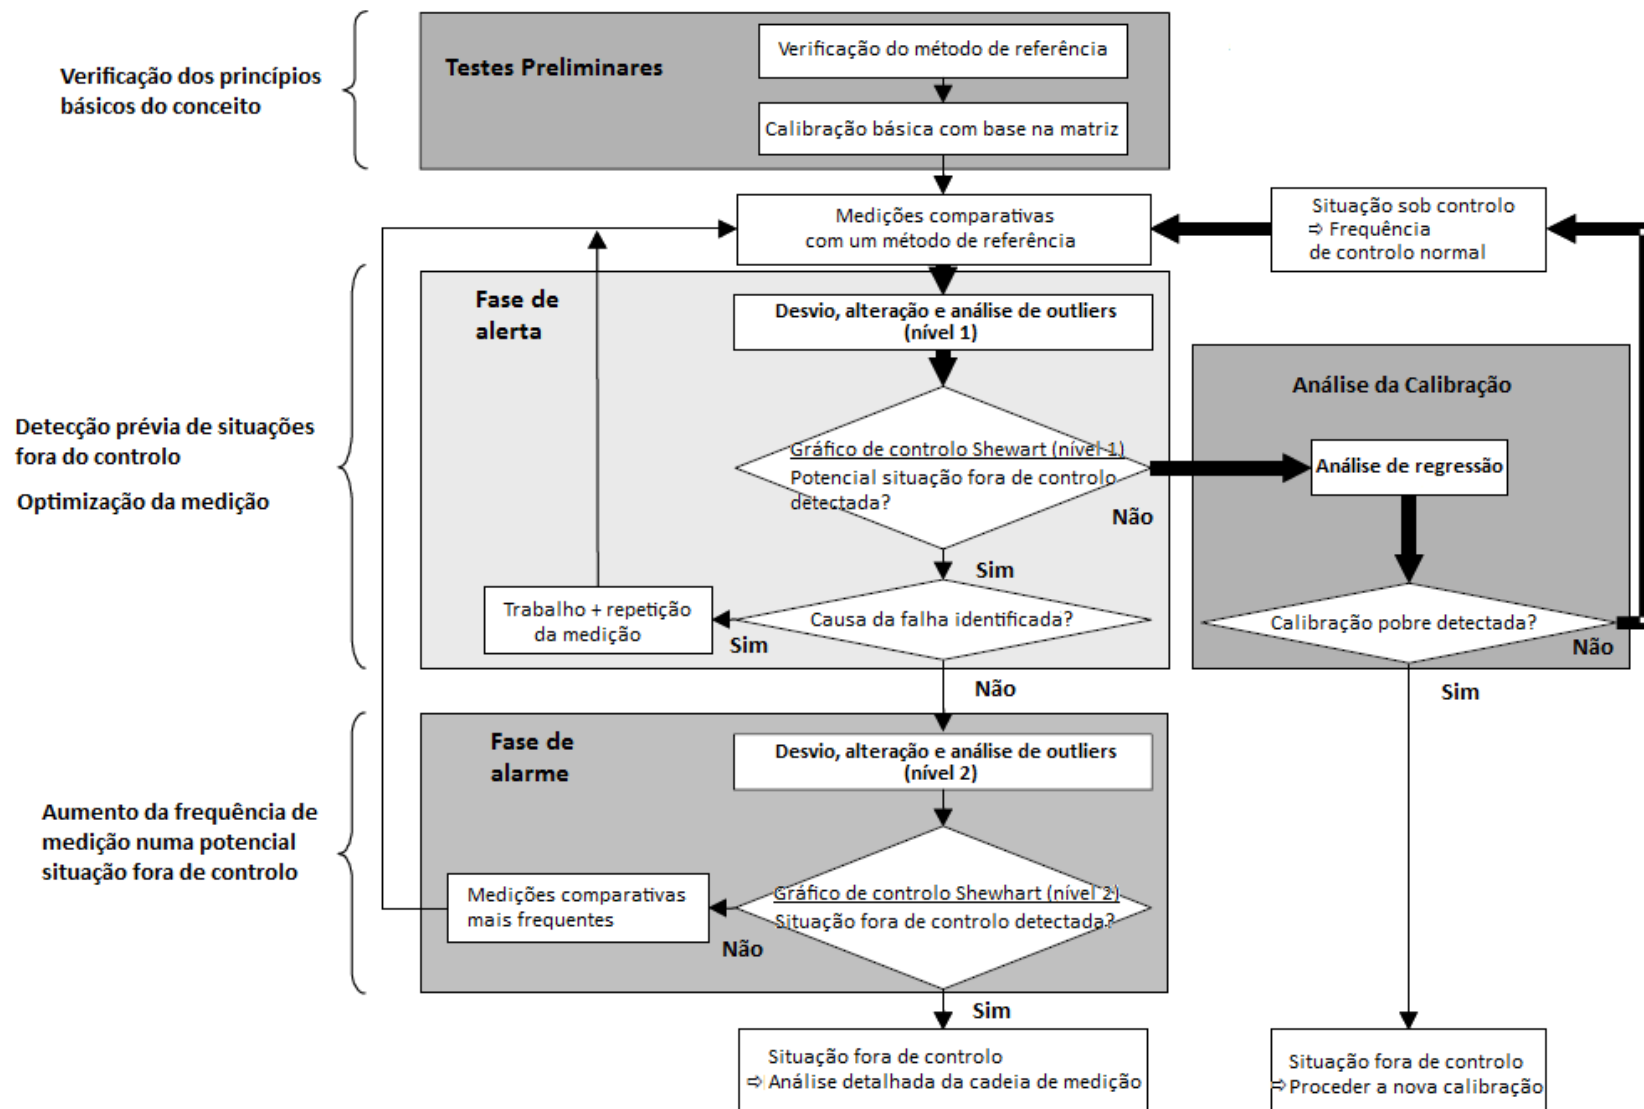 Verificação dos princípios
básicos do conceito
Testes Preliminares
Verificação do método de referência
Calibração básica com base na matriz
Medições comparativas
com um método de referência
Situação sob controlo
⇨ Frequência
de controlo normal
Fase de
alerta
Desvio, alteração e análise de outliers
(nível 1)
Análise da Calibração
Detecção prévia de situações
fora do controlo
Optimização da medição
Gráfico de controlo Shewart (nível 1)
Potencial situação fora de controlo
detectada?
Não
Análise de regressão
Sim
Trabalho + repetição
da medição
Sim
Causa da falha identificada?
Calibração pobre detectada?
Não
Não
Sim
Fase de
alarme
Desvio, alteração e análise de outliers
(nível 2)
Aumento da frequência de
medição numa potencial
situação fora de controlo
Medições comparativas
mais frequentes
Gráfico de controlo Shewhart (nível 2)
Situação fora de controlo detectada?
Não
Sim
Situação fora de controlo
⇨ Análise detalhada da cadeia de medição
Situação fora de controlo
⇨ Proceder a nova calibração